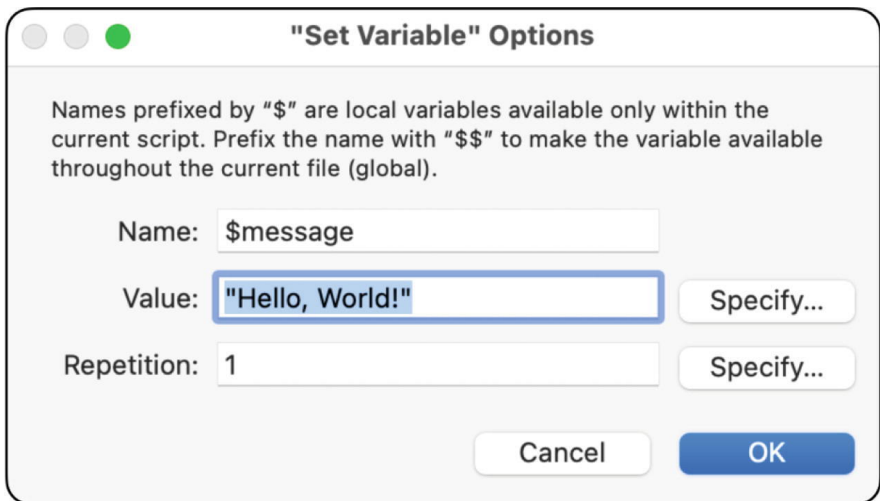 "Set Variable" Options
Names prefixed by “$” are local variables available only within the
current script. Prefix the name with “$$” to make the variable available
throughout the current file (global).
Name: $message
Value: "Hello, World!" Specify...
Repetition: 1 Specify...
Cancel OK